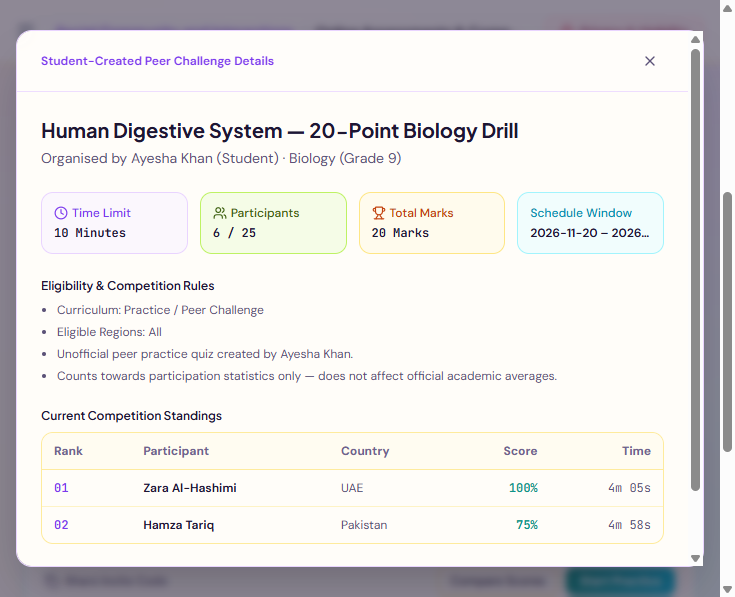 Student-Created Peer Challenge Details
Human Digestive System — 20-Point Biology Drill
Organised by Ayesha Khan (Student) · Biology (Grade 9)
Time Limit
10 Minutes
Participants
6 / 25
Total Marks
20 Marks
Schedule Window
2026-11-20 – 2026...
Eligibility & Competition Rules
• Curriculum: Practice / Peer Challenge
• Eligible Regions: All
• Unofficial peer practice quiz created by Ayesha Khan.
• Counts towards participation statistics only — does not affect official academic averages.
Current Competition Standings
Rank Participant Country Score Time
01 Zara Al-Hashimi UAE 100% 4m 05s
02 Hamza Tariq Pakistan 75% 4m 58s